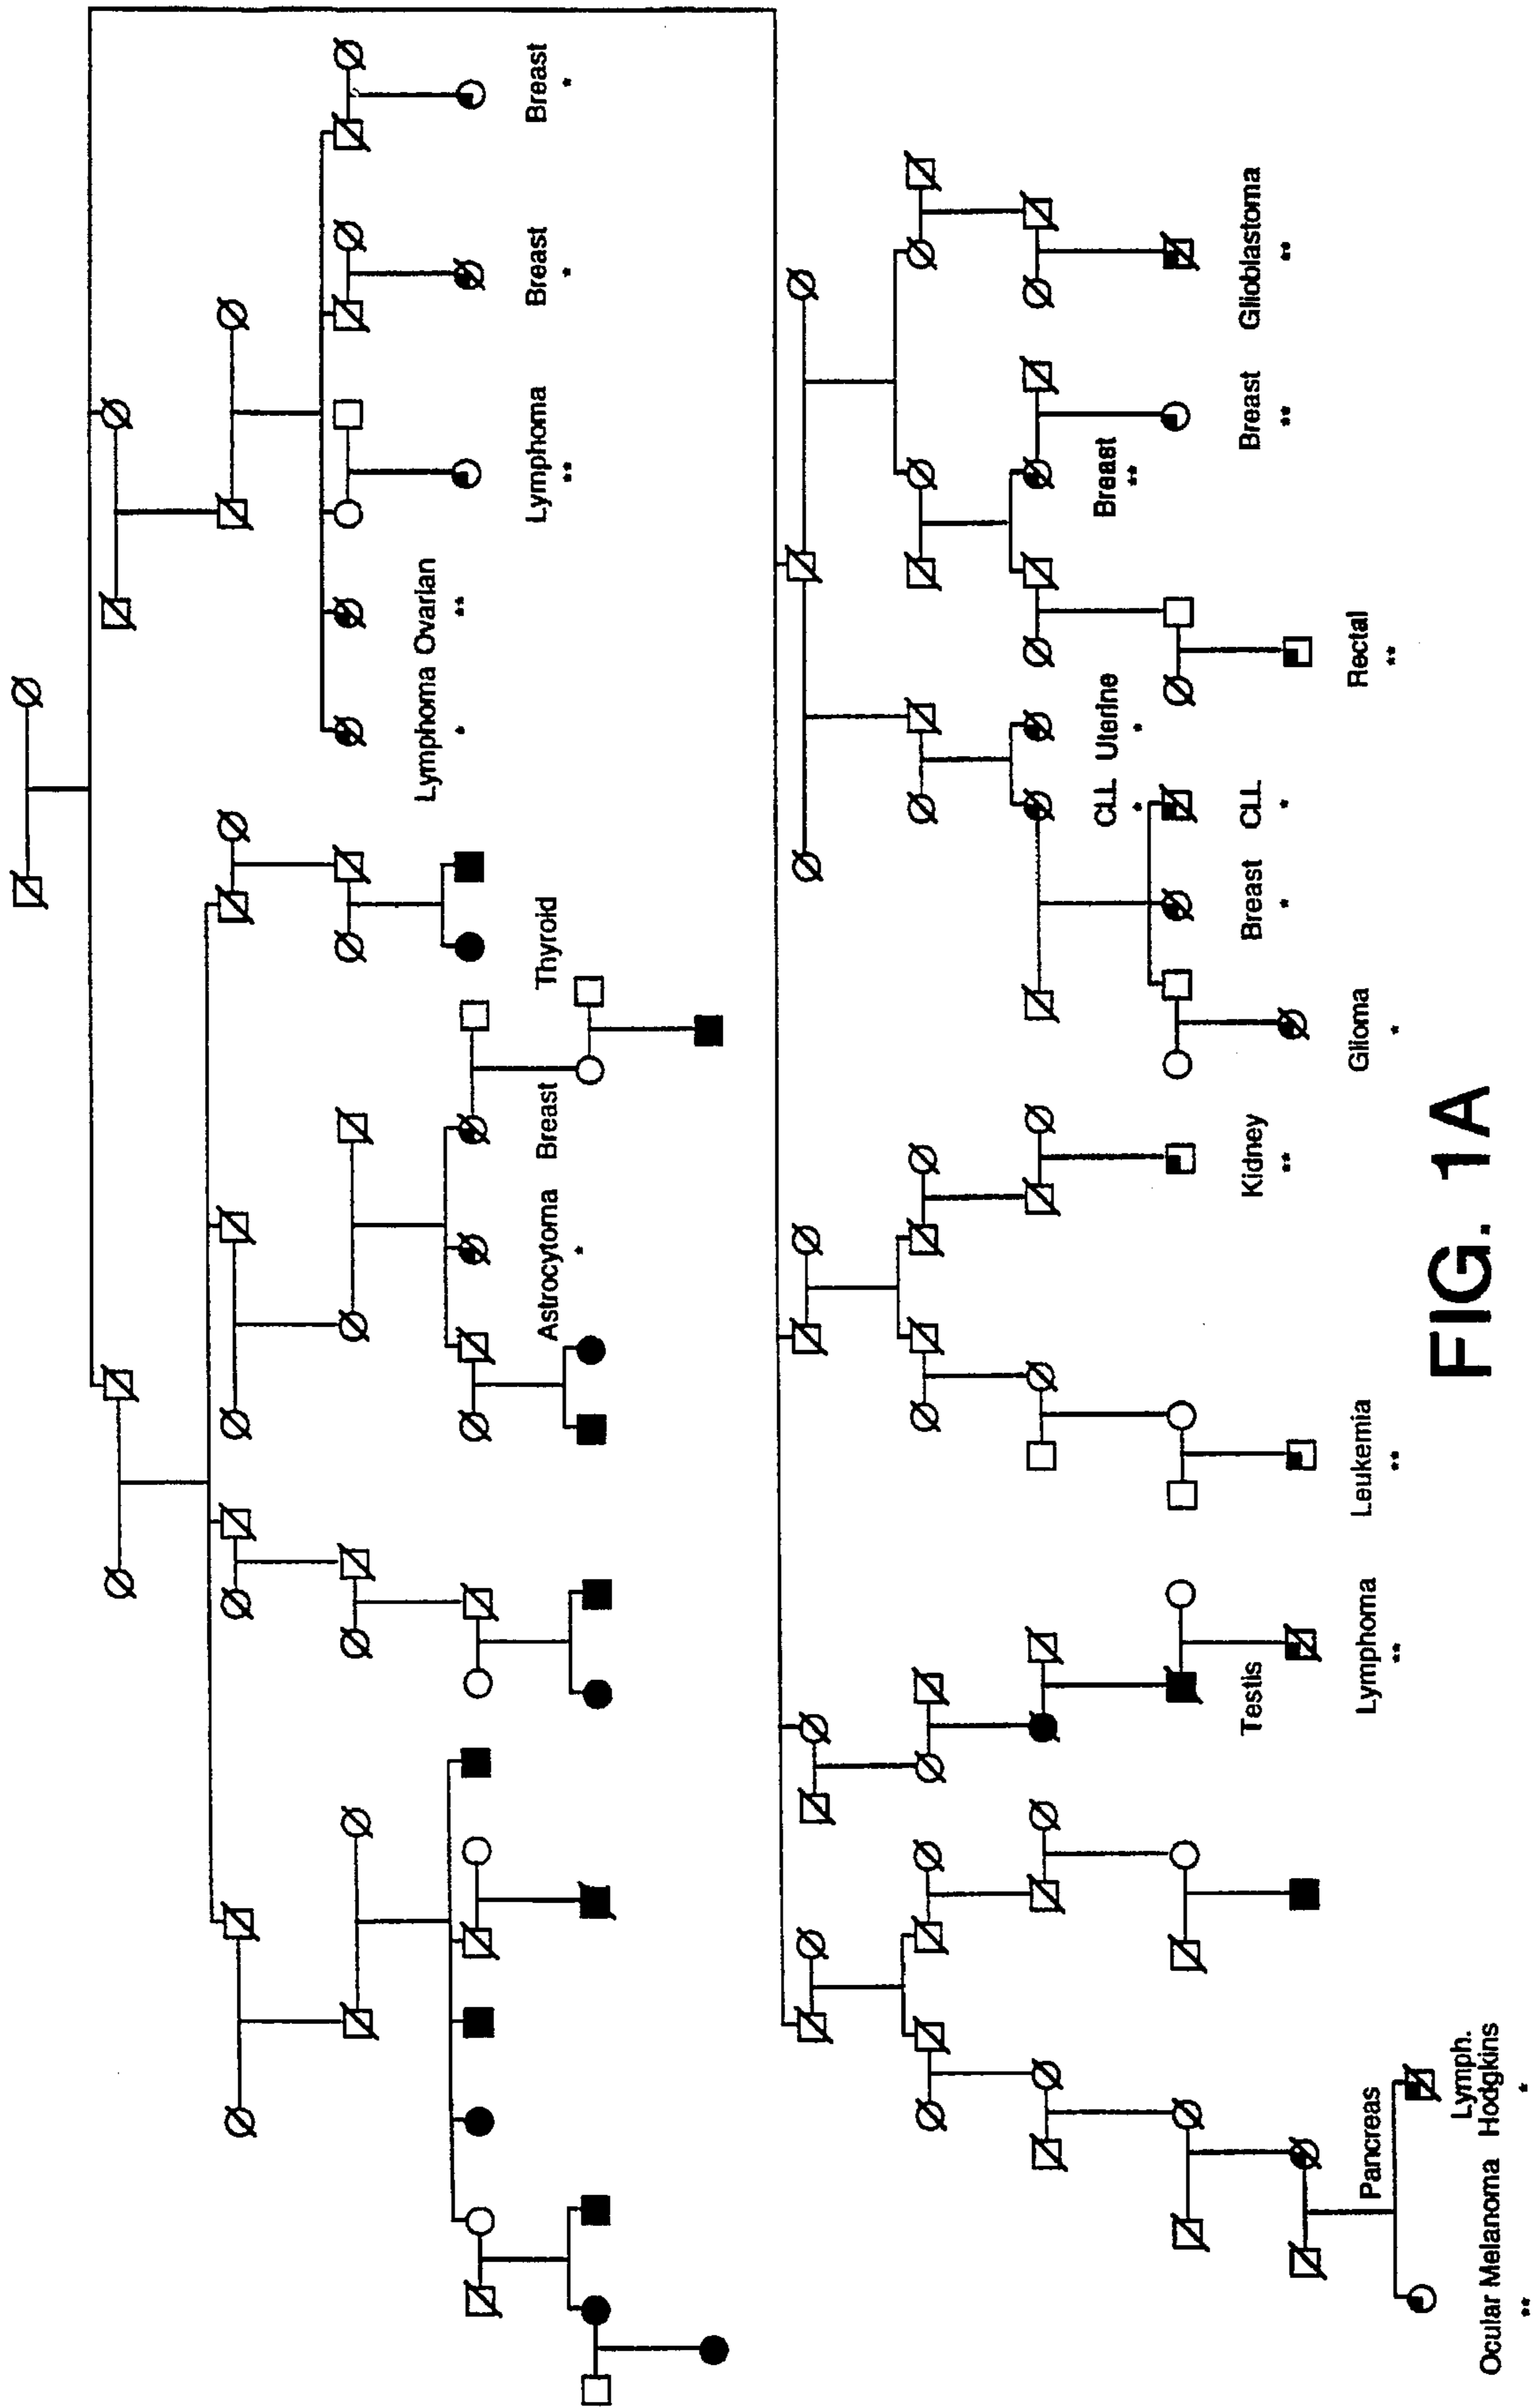 Astrocytoma Breast
*
Thyroid
Lymphoma Ovarian
* **
Lymphoma
**
Breast
*
Breast
*
Pancreas
Ocular Melanoma
**
Lymph.
Hodgkins
*
Testis
Lymphoma
**
Leukemia
**
Kidney
**
Glioma
*
CLL Uterine
* *
Breast CLL
* *
Rectal
**
Breast
**
Breast
**
Glioblastoma
**
FIG. 1A